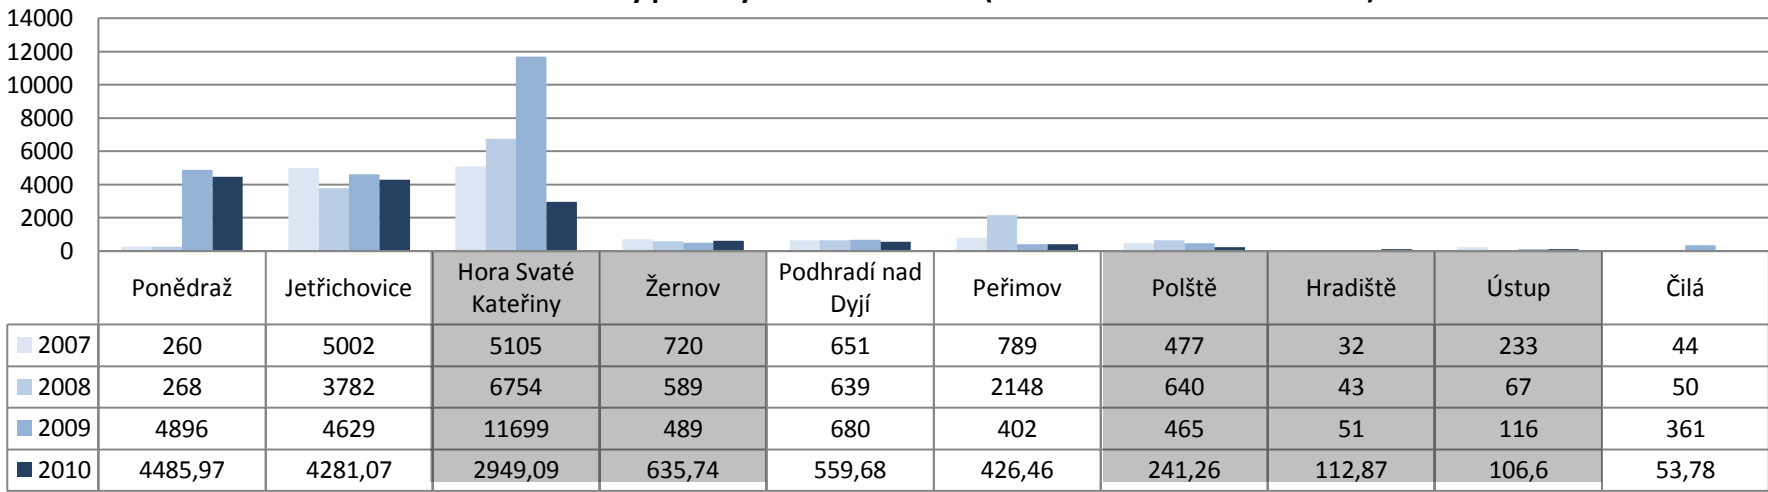 14000
12000
10000
8000
6000
4000
2000
0
Ponědraž Jetřichovice Hora Svaté Kateřiny Žernov Podhradí nad Dyjí Peřimov Polště Hradiště Ústup Čilá
2007 260 5002 5105 720 651 789 477 32 233 44
2008 268 3782 6754 589 639 2148 640 43 67 50
2009 4896 4629 11699 489 680 402 465 51 116 361
2010 4485,97 4281,07 2949,09 635,74 559,68 426,46 241,26 112,87 106,6 53,78